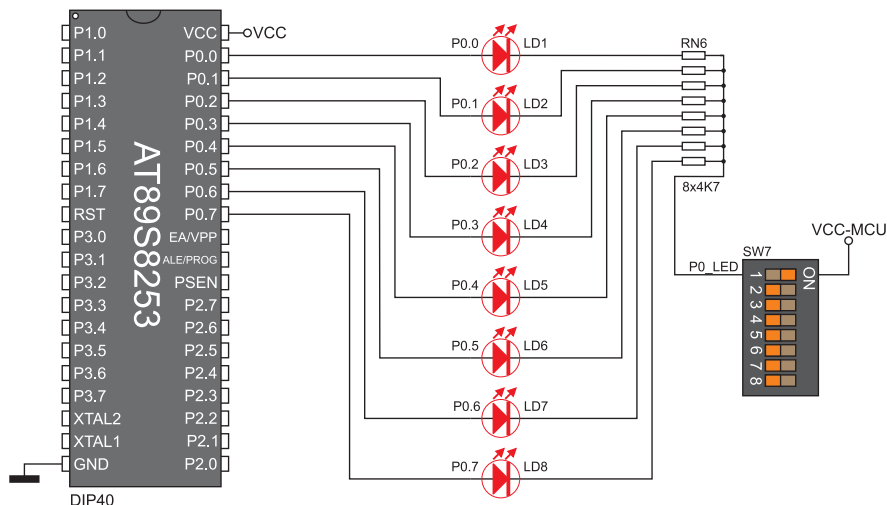 P1.0 VCC VCC
P1.1 P0.0
P1.2 P0.1
P1.3 P0.2
P1.4 P0.3
P1.5 P0.4
P1.6 P0.5
P1.7 P0.6
RST P0.7
P3.0 EA/VPP
P3.1 ALE/PROG
P3.2 PSEN
P3.3 P2.7
P3.4 P2.6
P3.5 P2.5
P3.6 P2.4
P3.7 P2.3
XTAL2 P2.2
XTAL1 P2.1
GND P2.0
AT89S8253
DIP40
P0.0 LD1
P0.1 LD2
P0.2 LD3
P0.3 LD4
P0.4 LD5
P0.5 LD6
P0.6 LD7
P0.7 LD8
RN6
8x4K7
VCC-MCU
SW7
P0_LED
ON
1
2
3
4
5
6
7
8